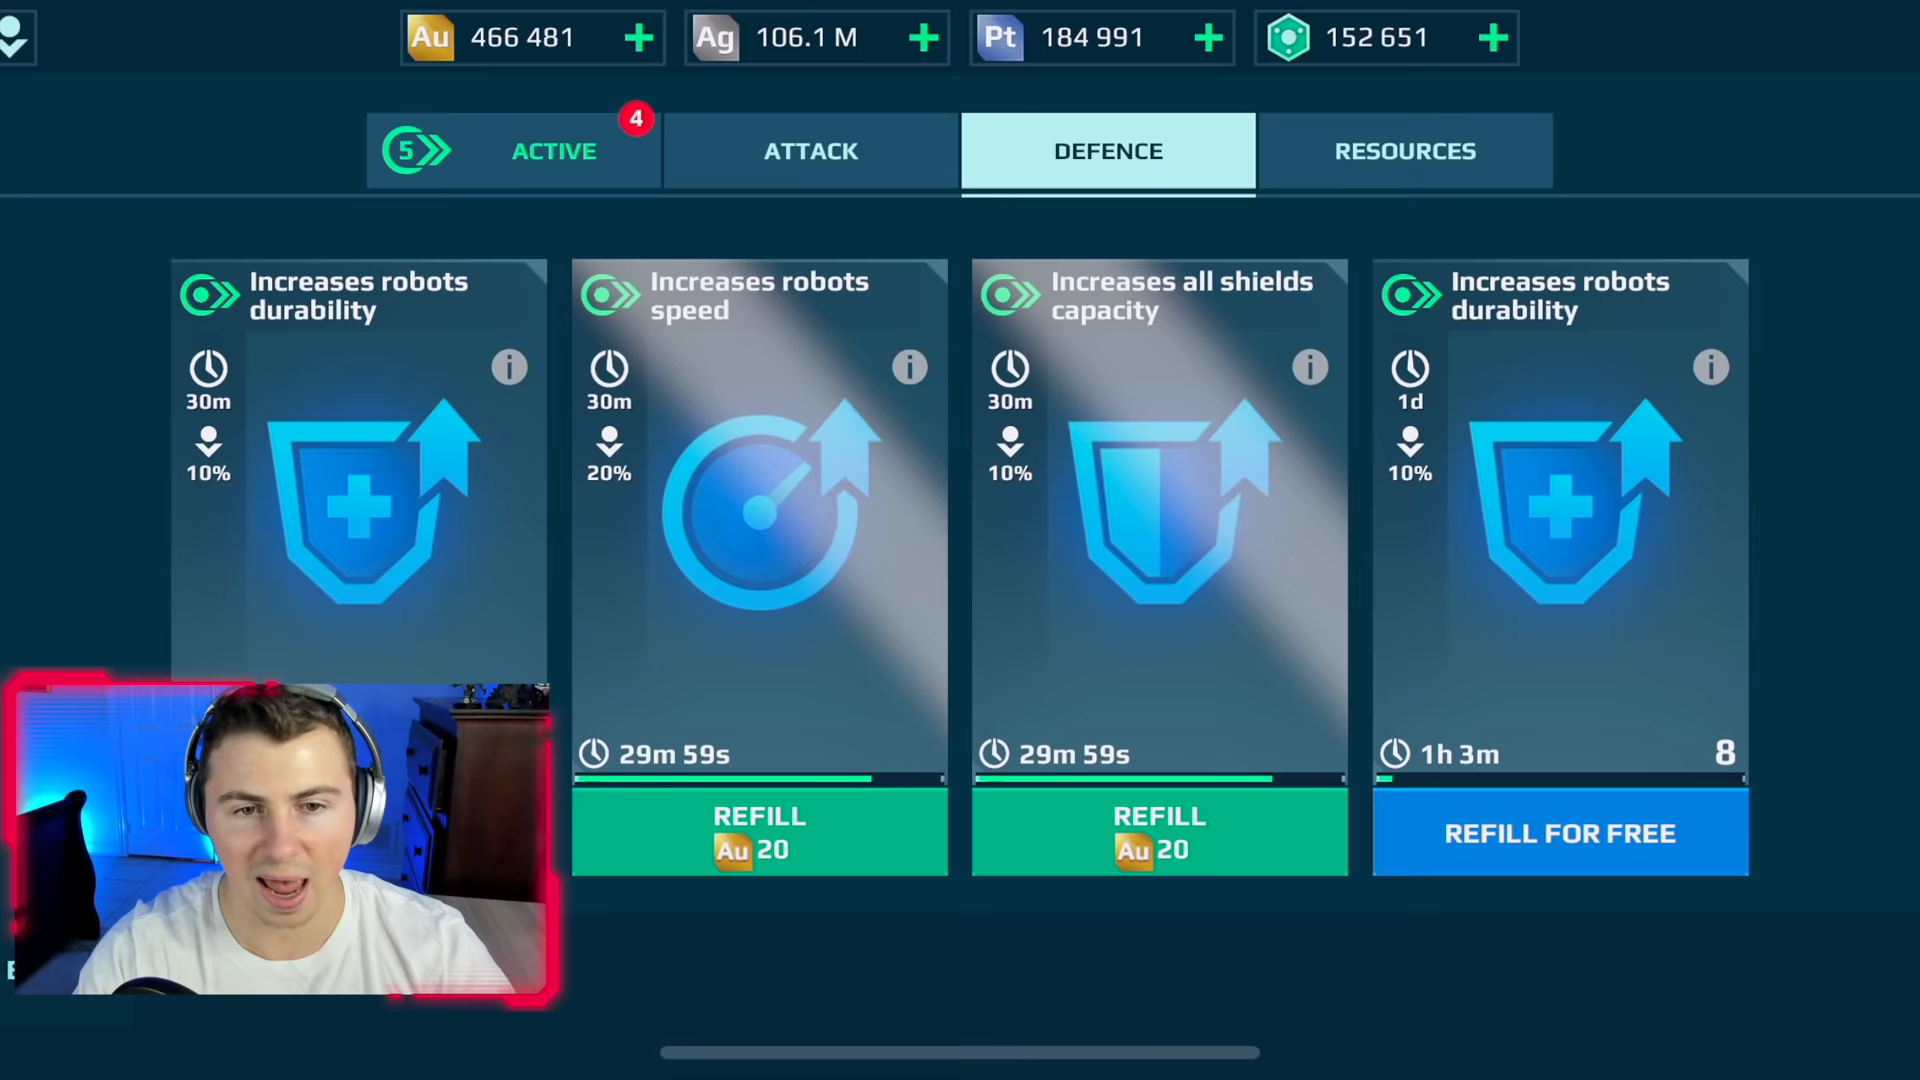 Au 466 481
Ag 106.1 M
Pt 184 991
152 651
5 ACTIVE 4
ATTACK
DEFENCE
RESOURCES
Increases robots
durability
30m
10%
Increases robots
speed
30m
20%
29m 59s
REFILL
Au 20
Increases all shields
capacity
30m
10%
29m 59s
REFILL
Au 20
Increases robots
durability
1d
10%
1h 3m
8
REFILL FOR FREE